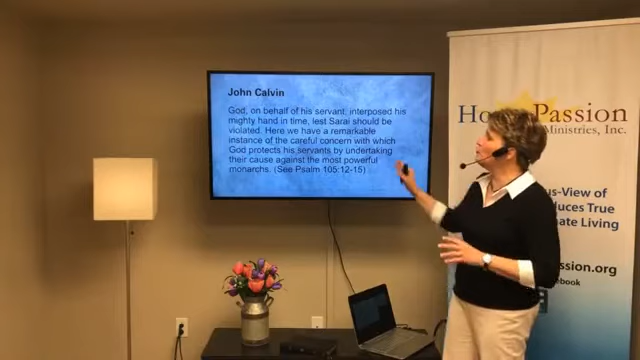 John Calvin
God, on behalf of his servant, interposed his
mighty hand in time, lest Sarai should be
violated. Here we have a remarkable
instance of the careful concern with which
God protects his servants by undertaking
their cause against the most powerful
monarchs. (See Psalm 105:12-15)
Passion
Ministries, Inc.
us-View of
duces True
ate Living
ssion.org
book